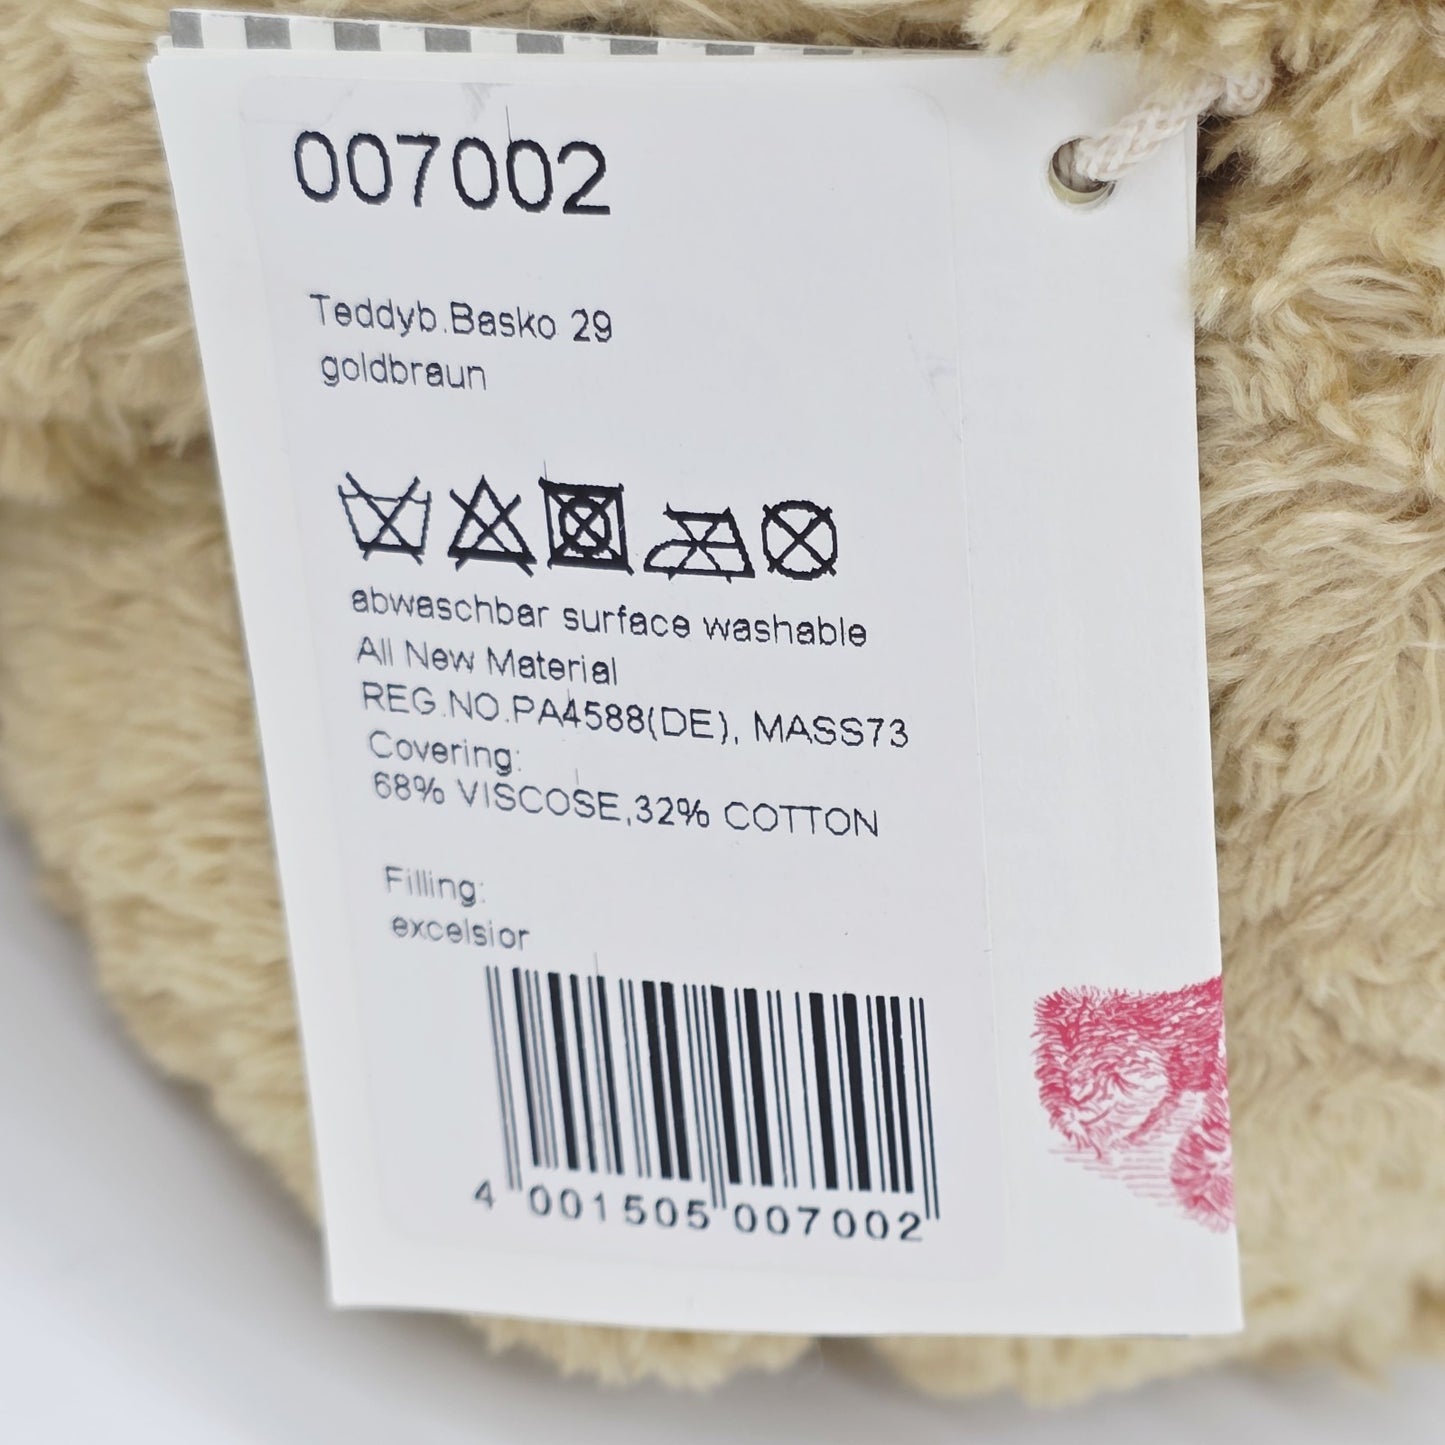 007002
Teddyb.Basko 29
goldbraun
abwaschbar surface washable
All New Material
REG.NO.PA4588(DE), MASS73
Covering:
68% VISCOSE,32% COTTON
Filling:
excelsior
4 001505 007002